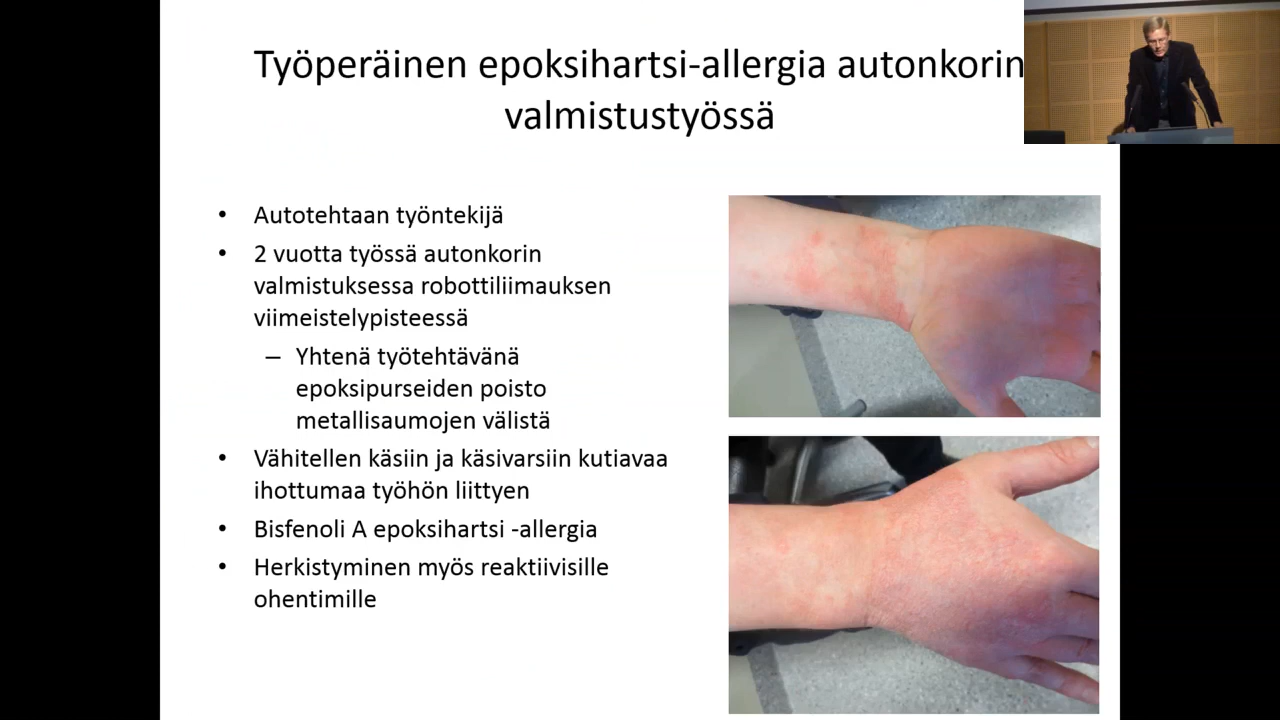 Työperäinen epoksihartsi-allergia autonkorin
valmistustyössä
• Autotehtaan työntekijä
• 2 vuotta työssä autonkorin
valmistuksessa robottiliimauksen
viimeistelypisteessä
– Yhtenä työtehtävänä
epoksipurseiden poisto
metallisaumojen välistä
• Vähitellen käsiin ja käsivarsiin kutiavaa
ihottumaa työhön liittyen
• Bisfenoli A epoksihartsi -allergia
• Herkistyminen myös reaktiivisille
ohentimille